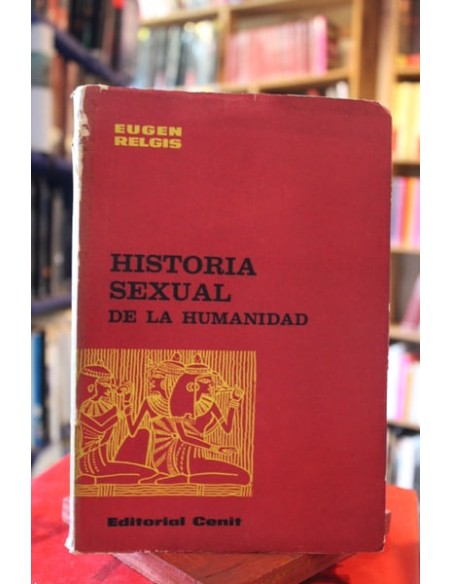 EUGEN
RELGIS
HISTORIA
SEXUAL
DE LA HUMANIDAD
Editorial Cenit